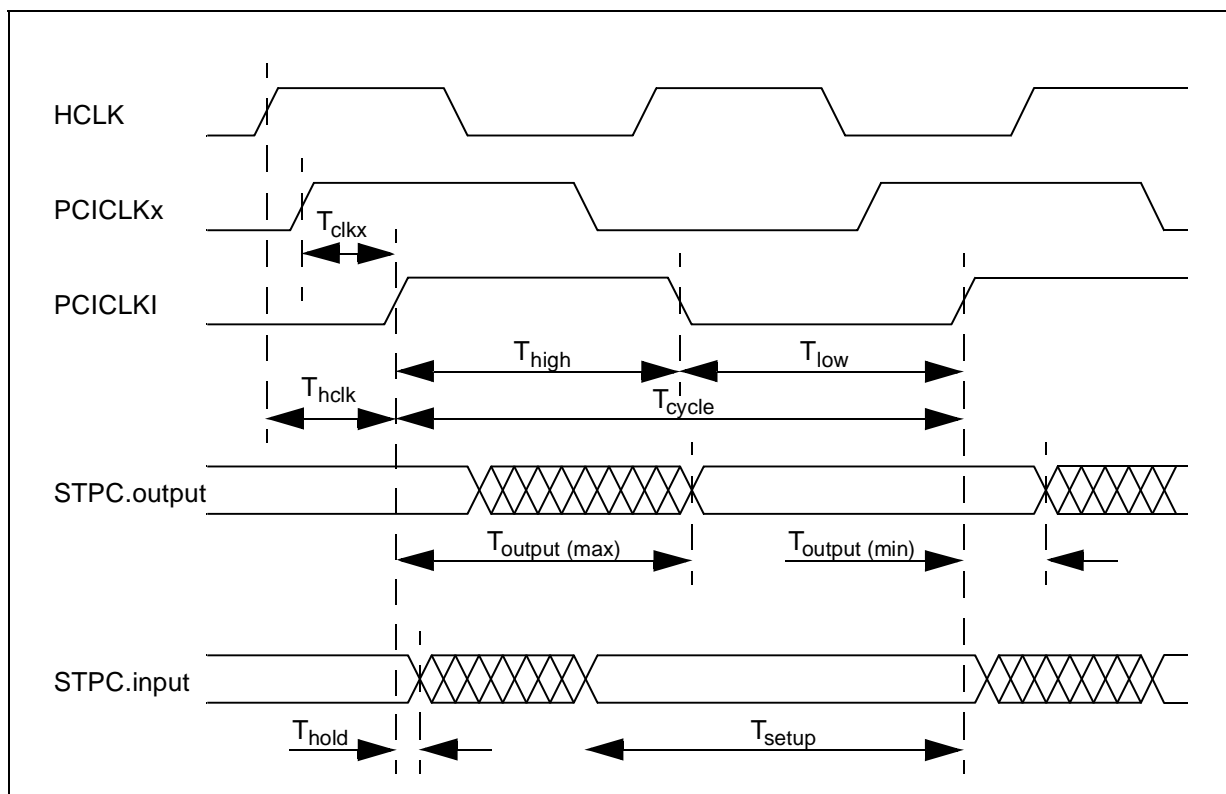 HCLK
PCICLKx
Tclkx
PCICLKI
Thigh
Tlow
Thclk
Tcycle
STPC.output
Toutput (max)
Toutput (min)
STPC.input
Thold
Tsetup